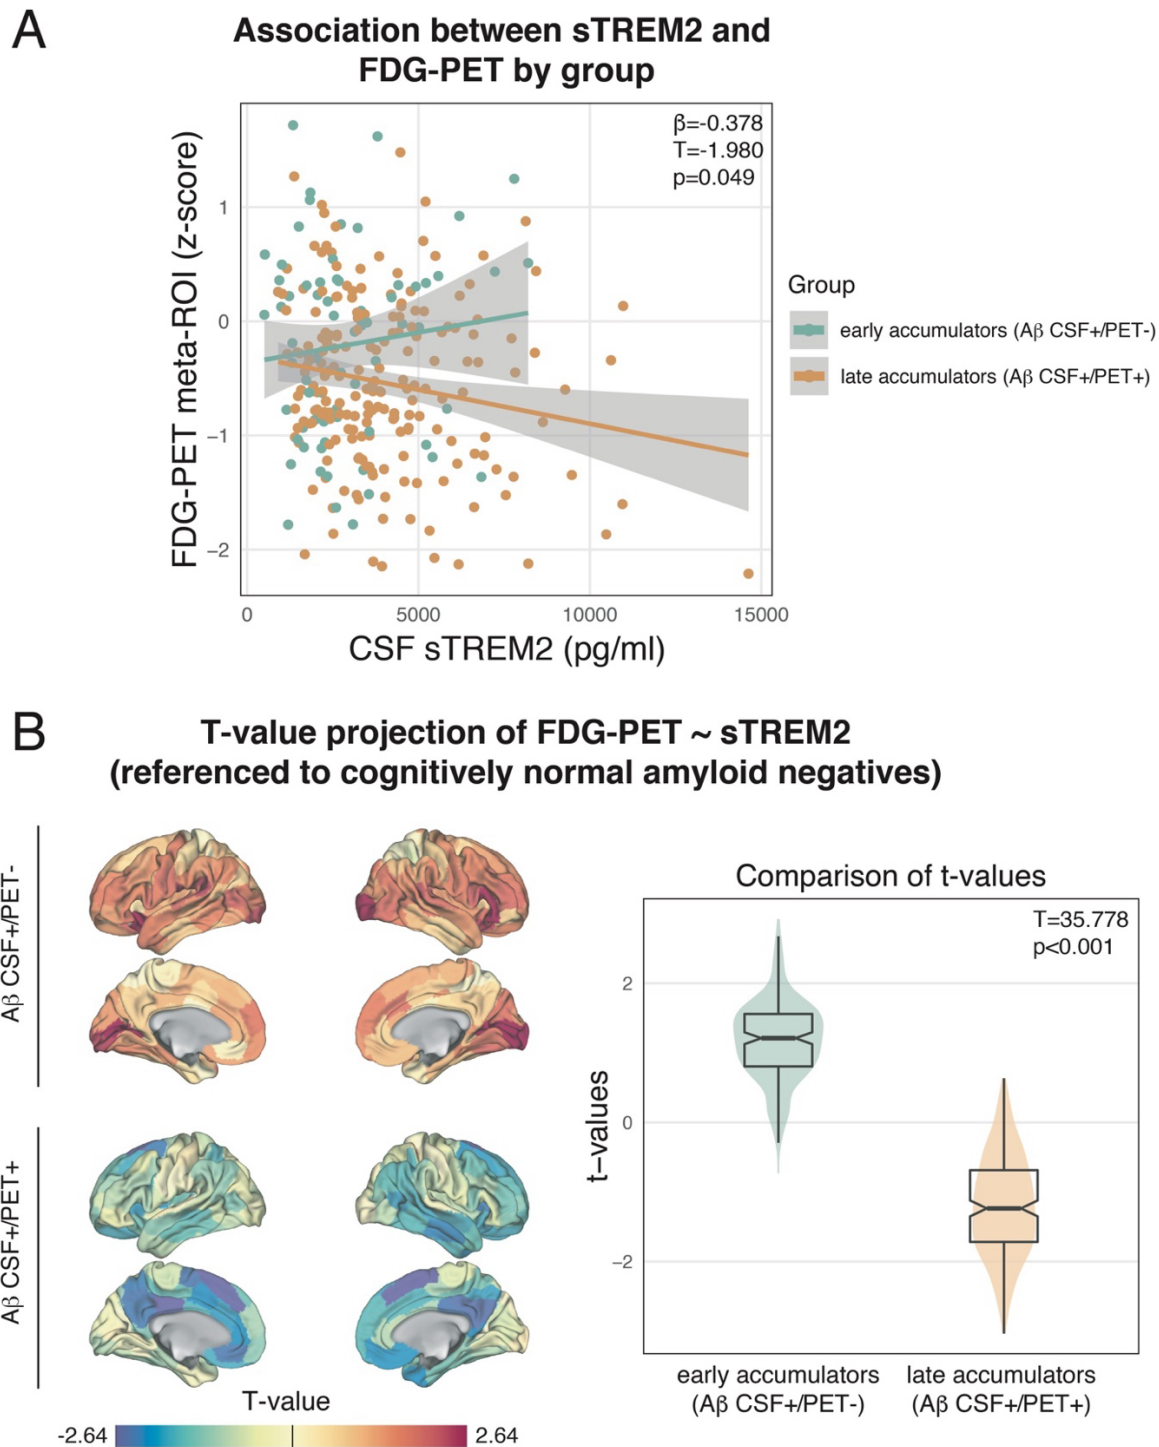 A
Association between sTREM2 and
FDG-PET by group
β=-0.378
T=-1.980
p=0.049
FDG-PET meta-ROI (z-score)
1
0
−1
−2
0
5000
10000
15000
CSF sTREM2 (pg/ml)
Group
early accumulators (Aβ CSF+/PET-)
late accumulators (Aβ CSF+/PET+)
B
T-value projection of FDG-PET ~ sTREM2
(referenced to cognitively normal amyloid negatives)
Aβ CSF+/PET-
Aβ CSF+/PET+
T-value
-2.64
2.64
Comparison of t-values
T=35.778
p<0.001
t−values
2
0
−2
early accumulators
(Aβ CSF+/PET-)
late accumulators
(Aβ CSF+/PET+)